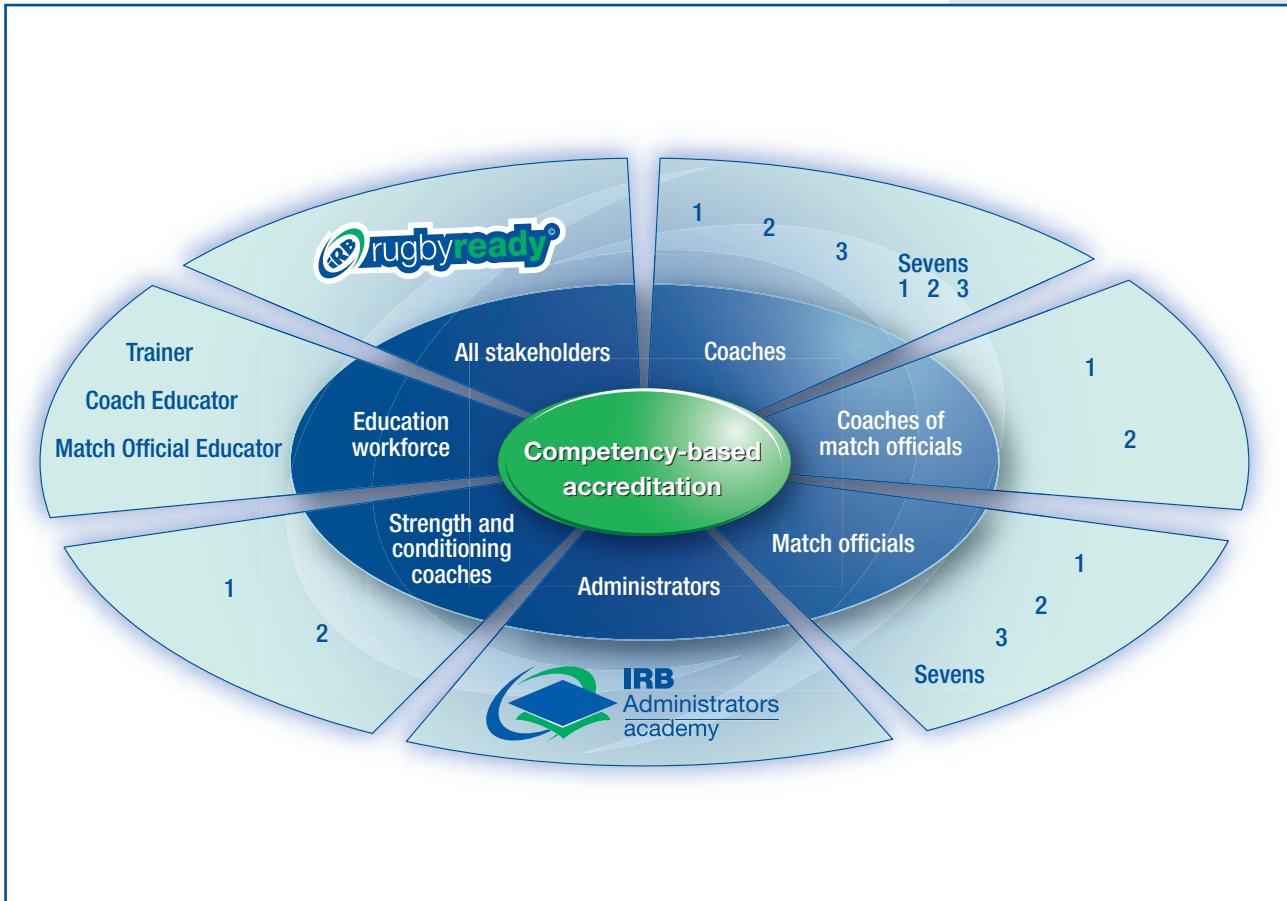 IRB rugbyready©
1
2
3
Sevens
1 2 3
Trainer
Coach Educator
Match Official Educator
All stakeholders
Coaches
1
2
Education
workforce
Competency-based
accreditation
Coaches of
match officials
Strength and
conditioning
coaches
Administrators
Match officials
1
2
1
2
3
Sevens
IRB
Administrators
academy